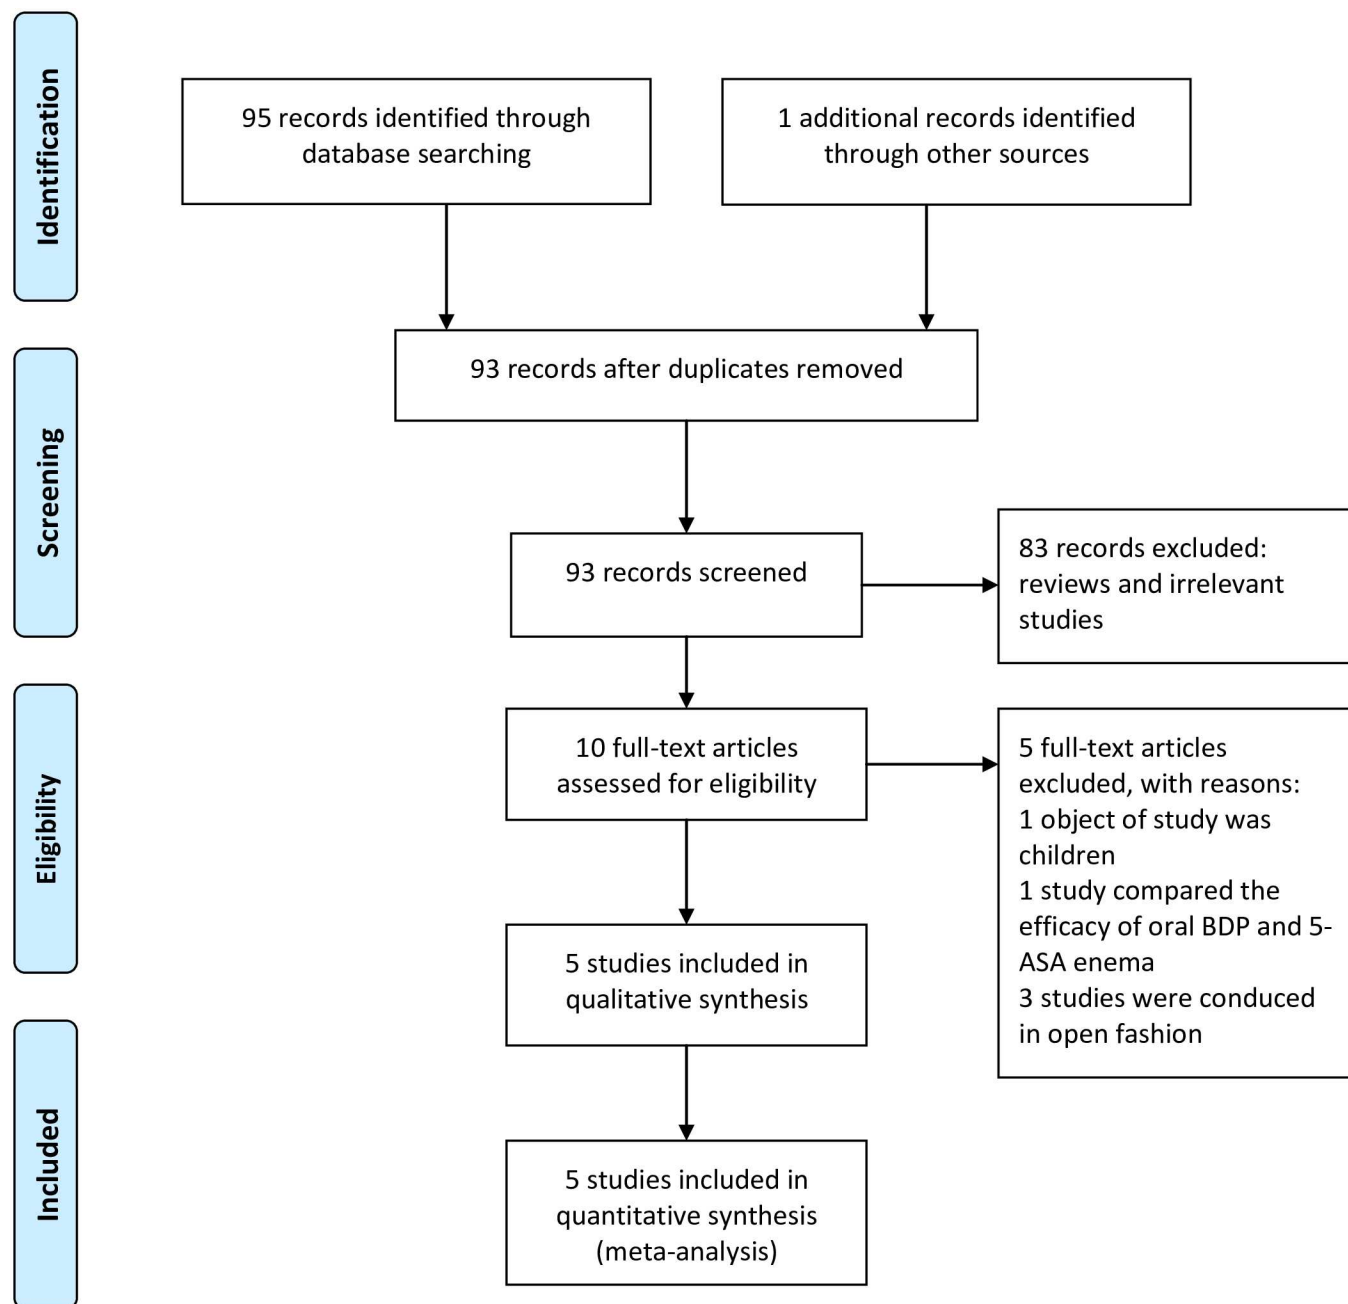 Identification
95 records identified through
database searching
1 additional records identified
through other sources
93 records after duplicates removed
Screening
93 records screened
83 records excluded:
reviews and irrelevant
studies
Eligibility
10 full-text articles
assessed for eligibility
5 full-text articles
excluded, with reasons:
1 object of study was
children
1 study compared the
efficacy of oral BDP and 5-
ASA enema
3 studies were conduced
in open fashion
5 studies included in
qualitative synthesis
Included
5 studies included in
quantitative synthesis
(meta-analysis)